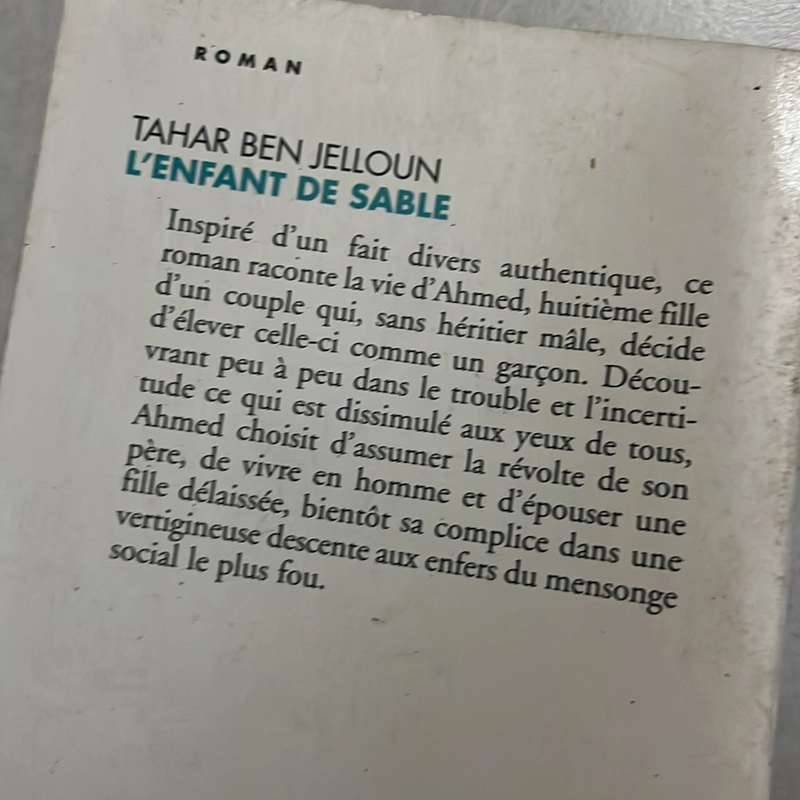 ROMAN
TAHAR BEN JELLOUN
L'ENFANT DE SABLE
Inspiré d'un fait divers authentique, ce
roman raconte la vie d'Ahmed, huitième fille
d'un couple qui, sans héritier mâle, décide
d'élever celle-ci comme un garçon. Décou-
vrant peu à peu dans le trouble et l'incerti-
tude ce qui est dissimulé aux yeux de tous,
Ahmed choisit d'assumer la révolte de son
père, de vivre en homme et d'épouser une
fille délaissée, bientôt sa complice dans une
vertigineuse descente aux enfers du mensonge
social le plus fou.